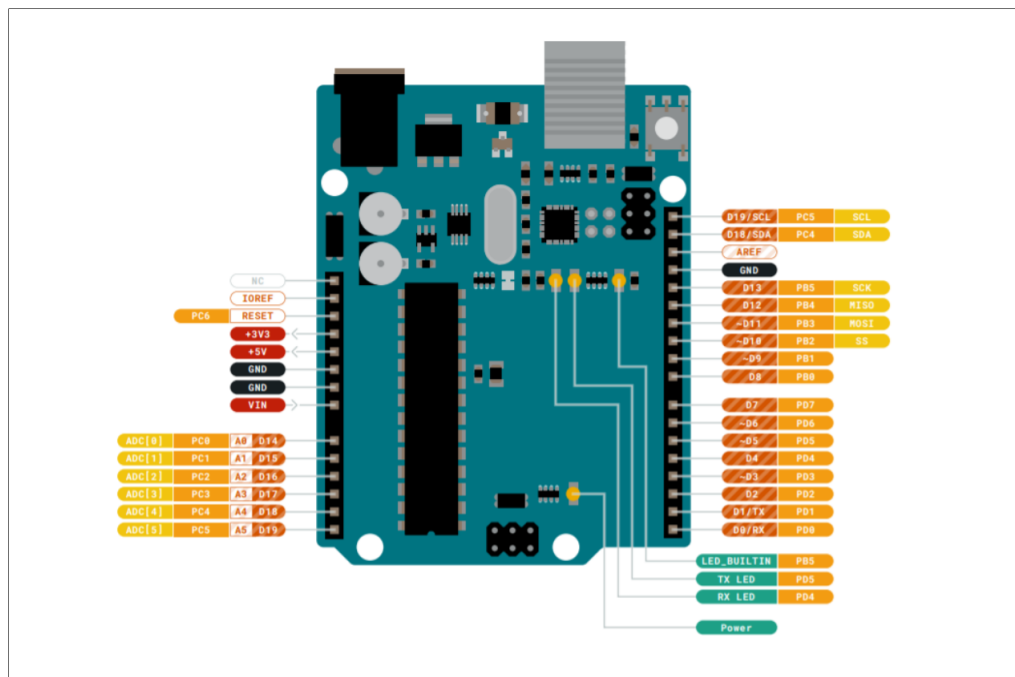 NC
IOREF
PC6 RESET
+3V3
+5V
GND
GND
VIN
ADC[0] PC0 A0 D14
ADC[1] PC1 A1 D15
ADC[2] PC2 A2 D16
ADC[3] PC3 A3 D17
ADC[4] PC4 A4 D18
ADC[5] PC5 A5 D19
D19/SCL PC5 SCL
D18/SDA PC4 SDA
AREF
GND
D13 PB5 SCK
D12 PB4 MISO
~D11 PB3 MOSI
~D10 PB2 SS
~D9 PB1
D8 PB0
D7 PD7
~D6 PD6
~D5 PD5
D4 PD4
~D3 PD3
D2 PD2
D1/TX PD1
D0/RX PD0
LED_BUILTIN PB5
TX LED PD5
RX LED PD4
Power